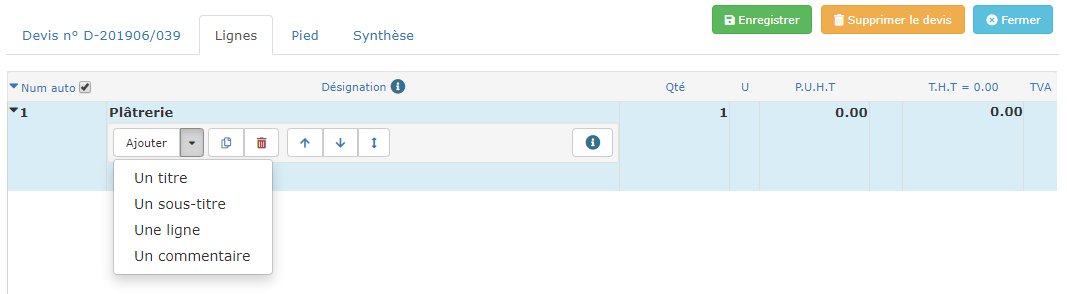 Enregistrer Supprimer le devis Fermer
Devis n° D-201906/039 Lignes Pied Synthèse
Num auto Désignation Qté U P.U.H.T T.H.T = 0.00 TVA
1 Plâtrerie 1 0.00 0.00
Ajouter
Un titre
Un sous-titre
Une ligne
Un commentaire